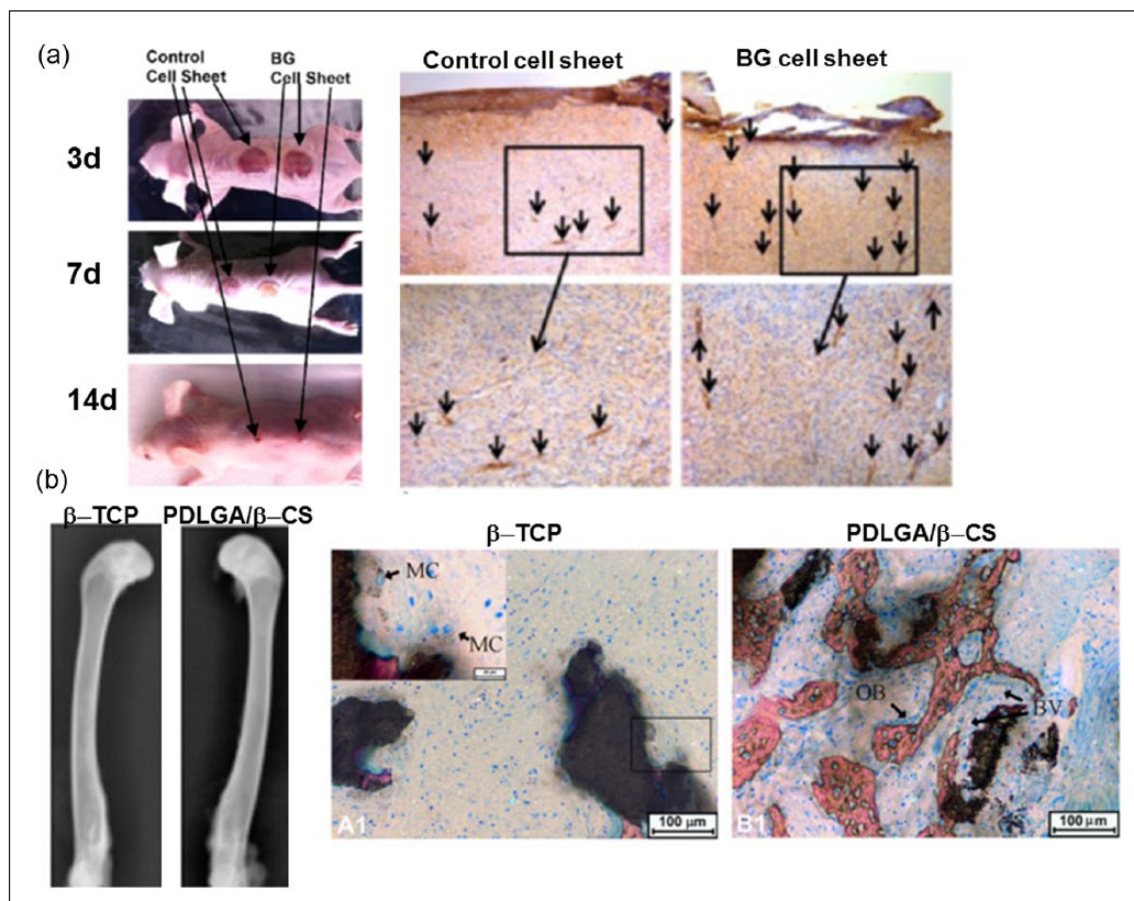 (a)
Control
Cell Sheet
BG
Cell Sheet
Control cell sheet
BG cell sheet
3d
7d
14d
(b)
β–TCP
PDLGA/β–CS
β–TCP
PDLGA/β–CS
MC
MC
A1
100 μm
OB
BV
B1
100 μm